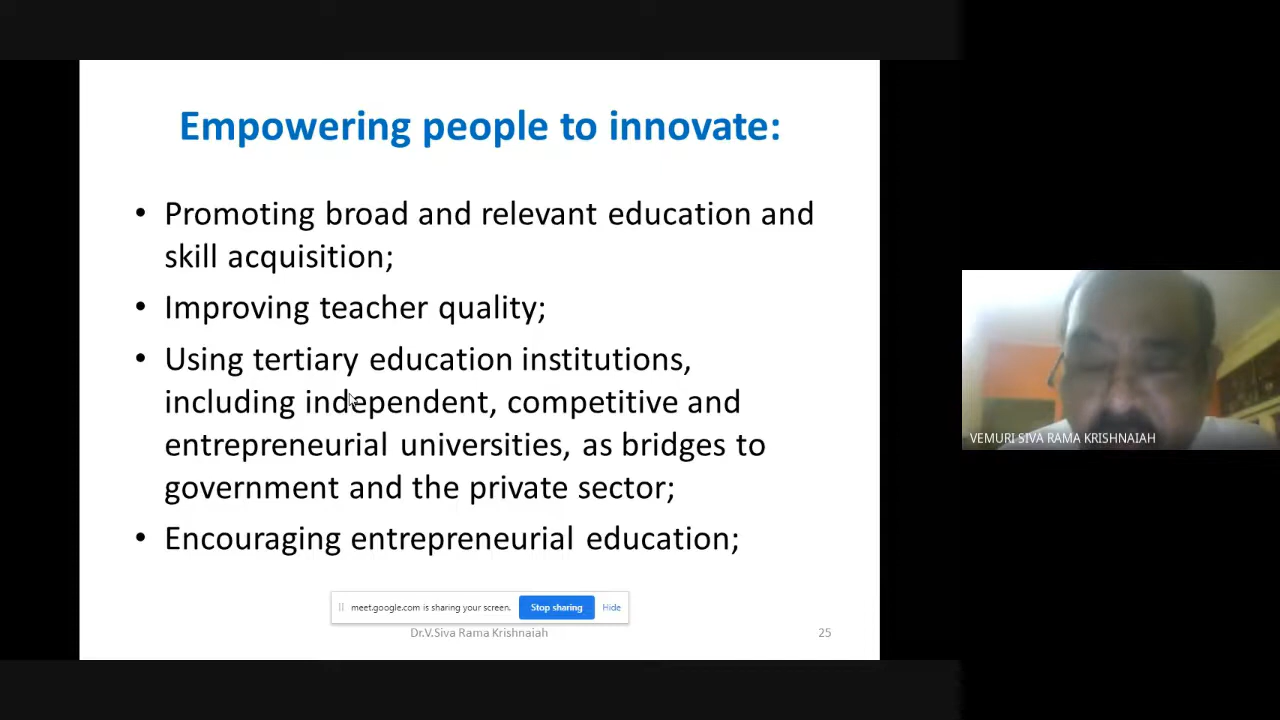 Empowering people to innovate:
• Promoting broad and relevant education and
skill acquisition;
• Improving teacher quality;
• Using tertiary education institutions,
including independent, competitive and
entrepreneurial universities, as bridges to
government and the private sector;
• Encouraging entrepreneurial education;
meet.google.com is sharing your screen. Stop sharing Hide
Dr.V.Siva Rama Krishnaiah 25
VEMURI SIVA RAMA KRISHNAIAH